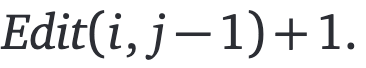 Edit(i, j − 1) + 1.